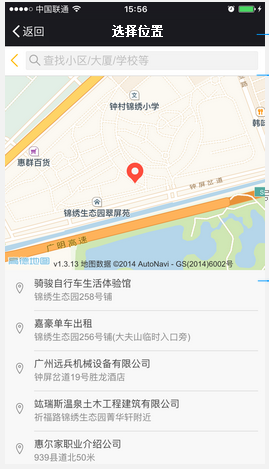 中国联通
15:56
返回
选择位置
查找小区/大厦/学校等
钟村锦绣小学
惠群百货
韩
锦绣生态园翠屏苑
钟屏岔道
广明高速
S
高德地图
v1.3.13 地图数据 ©2014 AutoNavi - GS(2014)6002号
骑骏自行车生活体验馆
锦绣生态园258号铺
嘉豪单车出租
锦绣生态园256号铺(大夫山临时入口旁)
广州远兵机械设备有限公司
钟屏岔道19号胜龙酒店
竑瑞斯温泉土木工程建筑有限公司
祈福路锦绣生态园菁华轩附近
惠尔家职业介绍公司
939县道北50米